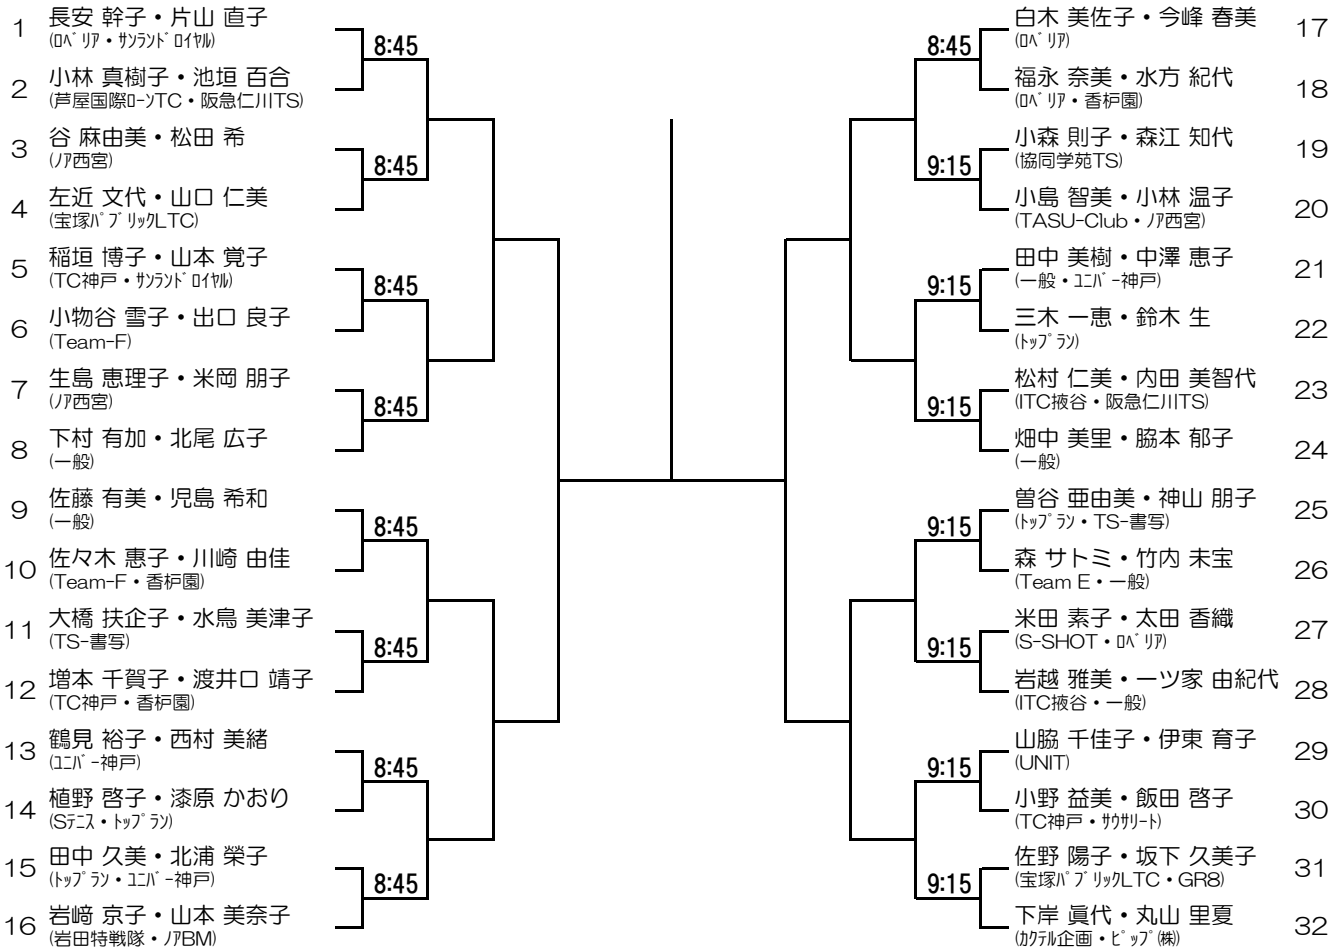 1 長安 幹子・片山 直子
(ﾛﾍﾞﾘｱ・ｻﾝﾗﾝﾄﾞﾛｲﾔﾙ)
8:45
2 小林 真樹子・池垣 百合
(芦屋国際ﾛｰﾝTC・阪急仁川TS)
3 谷 麻由美・松田 希
(ﾉｱ西宮)
8:45
4 左近 文代・山口 仁美
(宝塚ﾊﾟﾌﾞﾘｯｸLTC)
5 稲垣 博子・山本 覚子
(TC神戸・ｻﾝﾗﾝﾄﾞﾛｲﾔﾙ)
8:45
6 小物谷 雪子・出口 良子
(Team-F)
7 生島 恵理子・米岡 朋子
(ﾉｱ西宮)
8:45
8 下村 有加・北尾 広子
(一般)
9 佐藤 有美・児島 希和
(一般)
8:45
10 佐々木 惠子・川崎 由佳
(Team-F・香枦園)
11 大橋 扶企子・水鳥 美津子
(TS-書写)
8:45
12 増本 千賀子・渡井口 靖子
(TC神戸・香枦園)
13 鶴見 裕子・西村 美緒
(ﾕﾆﾊﾞｰ神戸)
8:45
14 植野 啓子・漆原 かおり
(Sﾃﾆｽ・ﾄｯﾌﾟﾗﾝ)
15 田中 久美・北浦 榮子
(ﾄｯﾌﾟﾗﾝ・ﾕﾆﾊﾞｰ神戸)
8:45
16 岩﨑 京子・山本 美奈子
(岩田特戦隊・ﾉｱBM)
白木 美佐子・今峰 春美 17
(ﾛﾍﾞﾘｱ)
8:45
福永 奈美・水方 紀代 18
(ﾛﾍﾞﾘｱ・香枦園)
小森 則子・森江 知代 19
(協同学苑TS)
9:15
小島 智美・小林 温子 20
(TASU-Club・ﾉｱ西宮)
田中 美樹・中澤 恵子 21
(一般・ﾕﾆﾊﾞｰ神戸)
9:15
三木 一恵・鈴木 生 22
(ﾄｯﾌﾟﾗﾝ)
松村 仁美・内田 美智代 23
(ITC掖谷・阪急仁川TS)
9:15
畑中 美里・脇本 郁子 24
(一般)
曽谷 亜由美・神山 朋子 25
(ﾄｯﾌﾟﾗﾝ・TS-書写)
9:15
森 サトミ・竹内 未宝 26
(Team E・一般)
米田 素子・太田 香織 27
(S-SHOT・ﾛﾍﾞﾘｱ)
9:15
岩越 雅美・一ツ家 由紀代 28
(ITC掖谷・一般)
山脇 千佳子・伊東 育子 29
(UNIT)
9:15
小野 益美・飯田 啓子 30
(TC神戸・ｻｳｻﾘｰﾄ)
佐野 陽子・坂下 久美子 31
(宝塚ﾊﾟﾌﾞﾘｯｸLTC・GR8)
9:15
下岸 眞代・丸山 里夏 32
(ｶｸﾃﾙ企画・ﾋﾟｯﾌﾟ㈱)